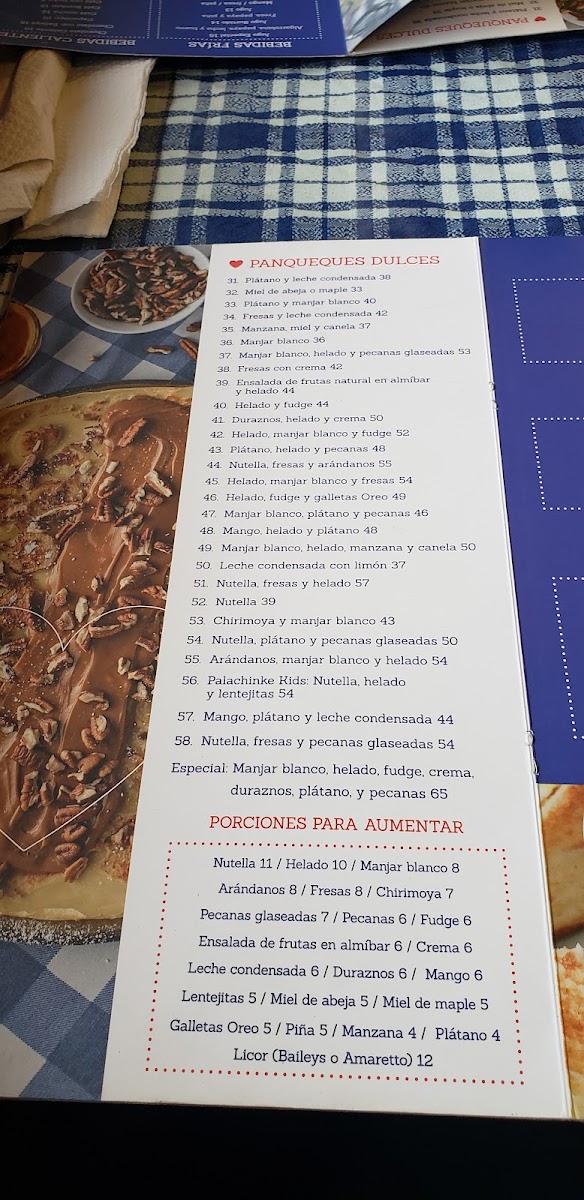 BEBIDAS CALIENTES
BEBIDAS FRÍAS
Jugo Especial 16
PANQUEQUES DULCES
PANQUEQUES DULCES
31. Plátano y leche condensada 38
32. Miel de abeja o maple 33
33. Plátano y manjar blanco 40
34. Fresas y leche condensada 42
35. Manzana, miel y canela 37
36. Manjar blanco 36
37. Manjar blanco, helado y pecanas glaseadas 53
38. Fresas con crema 42
39. Ensalada de frutas natural en almíbar
y helado 44
40. Helado y fudge 44
41. Duraznos, helado y crema 50
42. Helado, manjar blanco y fudge 52
43. Plátano, helado y pecanas 48
44. Nutella, fresas y arándanos 55
45. Helado, manjar blanco y fresas 54
46. Helado, fudge y galletas Oreo 49
47. Manjar blanco, plátano y pecanas 46
48. Mango, helado y plátano 48
49. Manjar blanco, helado, manzana y canela 50
50. Leche condensada con limón 37
51. Nutella, fresas y helado 57
52. Nutella 39
53. Chirimoya y manjar blanco 43
54. Nutella, plátano y pecanas glaseadas 50
55. Arándanos, manjar blanco y helado 54
56. Palachinke Kids: Nutella, helado
y lentejitas 54
57. Mango, plátano y leche condensada 44
58. Nutella, fresas y pecanas glaseadas 54
Especial: Manjar blanco, helado, fudge, crema,
duraznos, plátano, y pecanas 65
PORCIONES PARA AUMENTAR
Nutella 11 / Helado 10 / Manjar blanco 8
Arándanos 8 / Fresas 8 / Chirimoya 7
Pecanas glaseadas 7 / Pecanas 6 / Fudge 6
Ensalada de frutas en almíbar 6 / Crema 6
Leche condensada 6 / Duraznos 6 / Mango 6
Lentejitas 5 / Miel de abeja 5 / Miel de maple 5
Galletas Oreo 5 / Piña 5 / Manzana 4 / Plátano 4
Licor (Baileys o Amaretto) 12